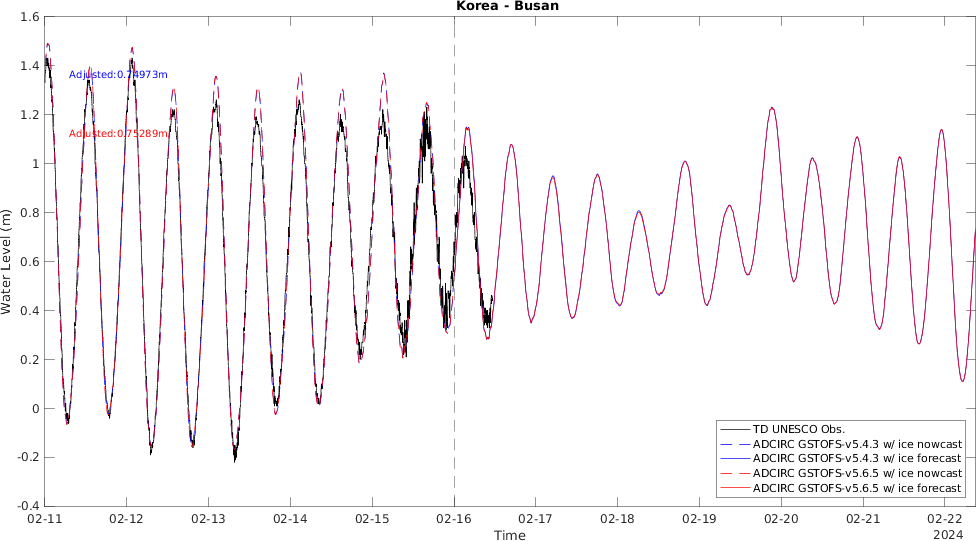 Korea - Busan
1.6
1.4
1.2
1
0.8
0.6
0.4
0.2
0
-0.2
-0.4
Water Level (m)
Adjusted:0.74973m
Adjusted:0.75289m
TD UNESCO Obs.
ADCIRC GSTOFS-v5.4.3 w/ ice nowcast
ADCIRC GSTOFS-v5.4.3 w/ ice forecast
ADCIRC GSTOFS-v5.6.5 w/ ice nowcast
ADCIRC GSTOFS-v5.6.5 w/ ice forecast
02-11 02-12 02-13 02-14 02-15 02-16 02-17 02-18 02-19 02-20 02-21 02-22
Time
2024